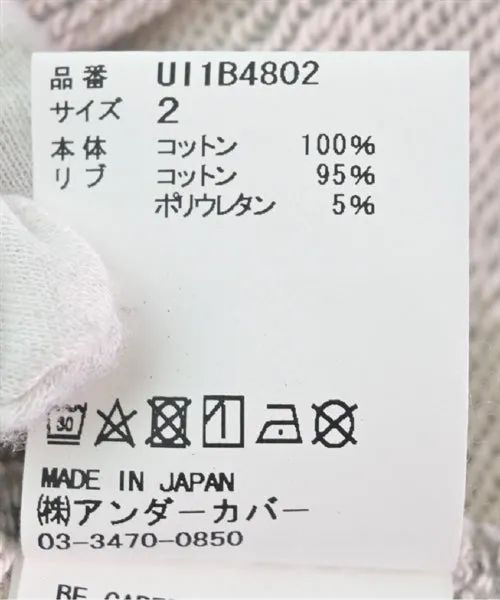 品番 UI1B4802
サイズ 2
本体 コットン 100%
リブ コットン 95%
ポリウレタン 5%
30
MADE IN JAPAN
㈱アンダーカバー
03-3470-0850
BE